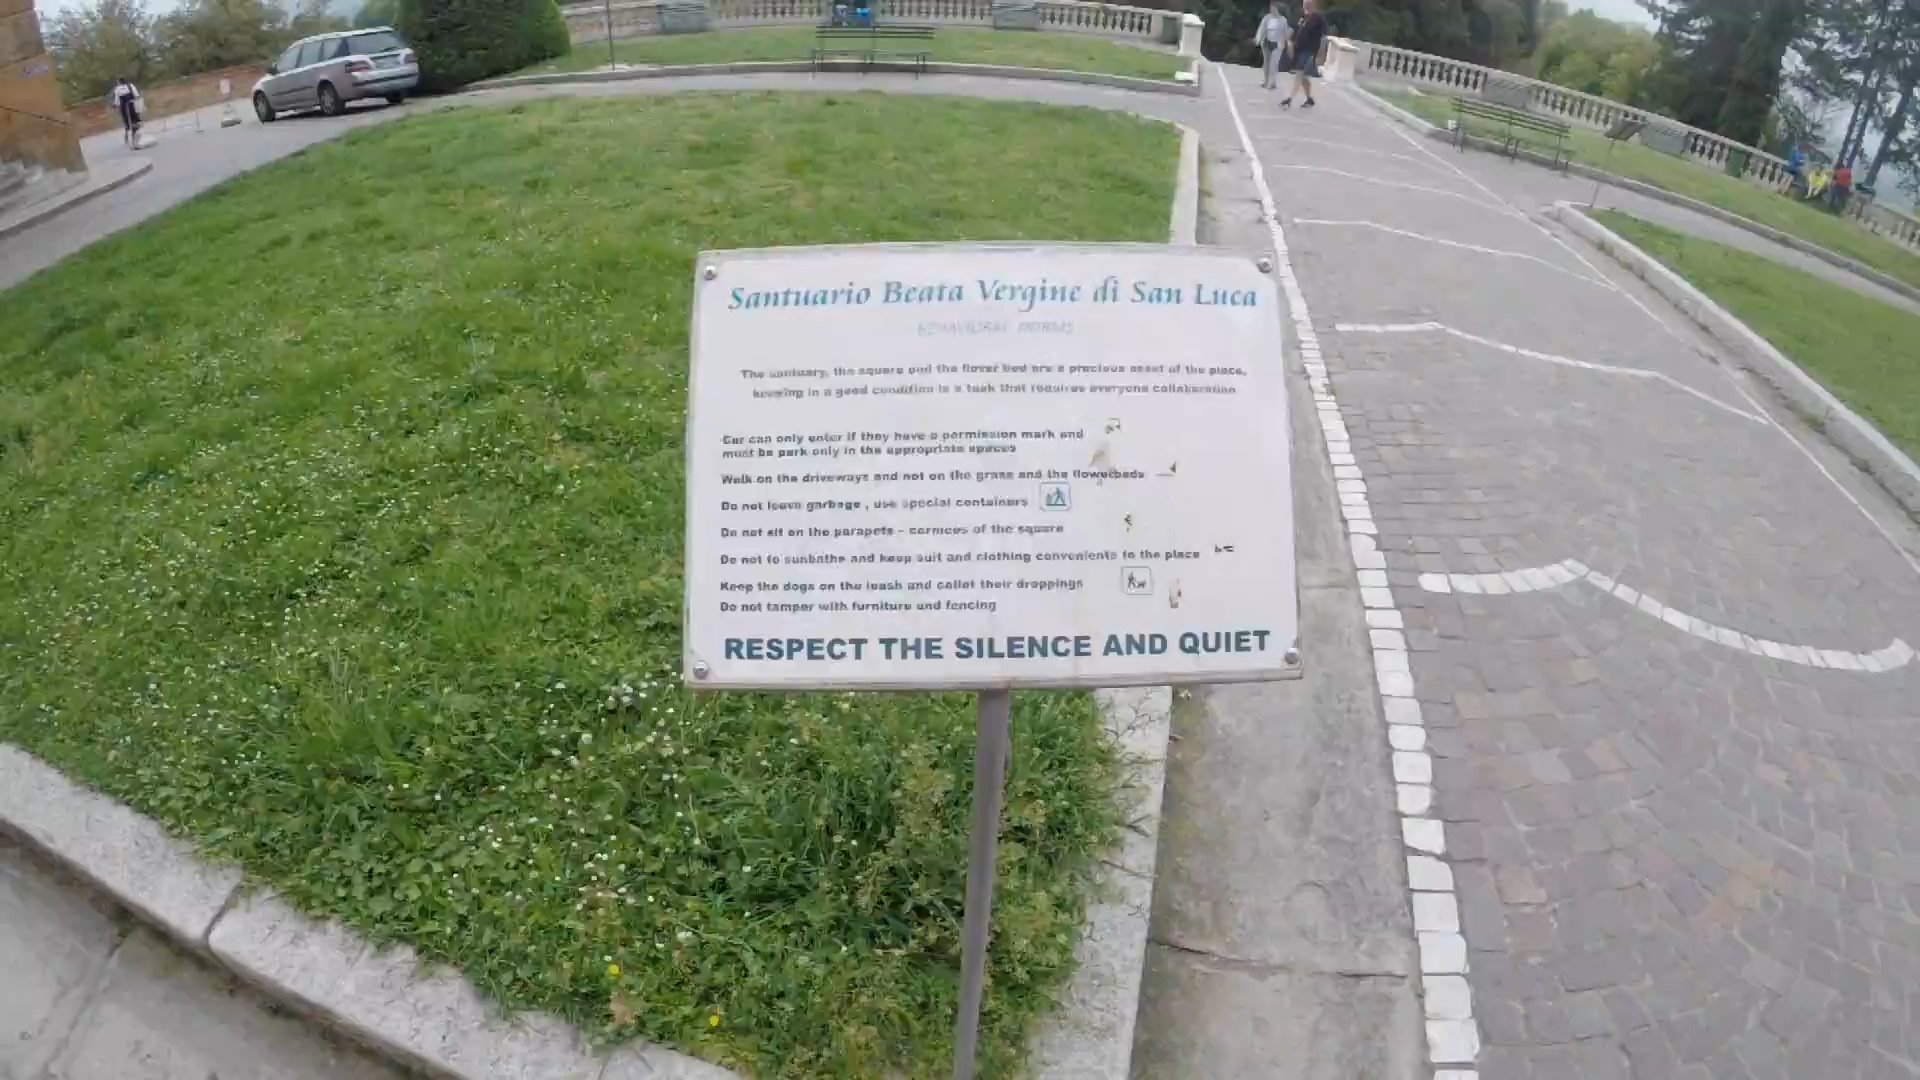 Santuario Beata Vergine di San Luca
BEHAVIORAL NORMS
The santuary, the square and the flover bed are a precious asset of the place,
keeping in a good condition is a task that requires everyone collaboration
Car can only enter if they have a permission mark and
must be park only in the appropriate spaces
Walk on the driveways and not on the grass and the flowerbeds
Do not leave garbage , use special containers
Do not sit on the parapets - cornices of the square
Do not to sunbathe and keep suit and clothing conveniente to the place
Keep the dogs on the leash and collet their droppings
Do not tamper with furniture and fencing
RESPECT THE SILENCE AND QUIET